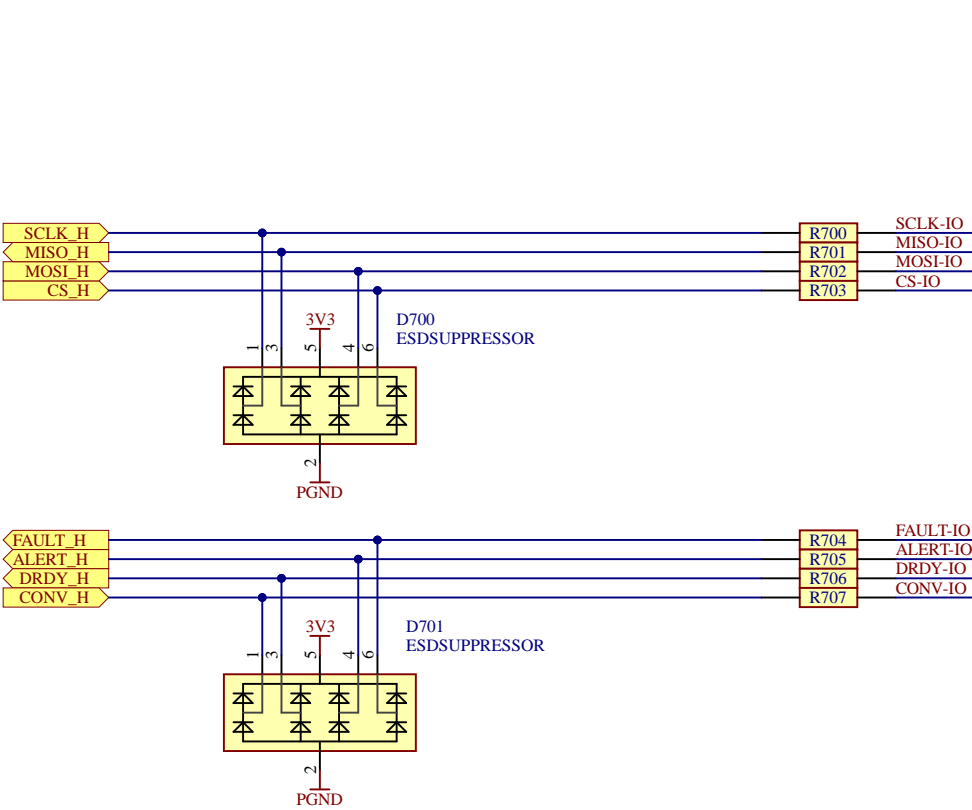 SCLK_H R700 SCLK-IO
MISO_H R701 MISO-IO
MOSI_H R702 MOSI-IO
CS_H R703 CS-IO
3V3 D700
ESDSUPPRESSOR
1 3 5 4 6
2
PGND
FAULT_H R704 FAULT-IO
ALERT_H R705 ALERT-IO
DRDY_H R706 DRDY-IO
CONV_H R707 CONV-IO
3V3 D701
ESDSUPPRESSOR
1 3 5 4 6
2
PGND